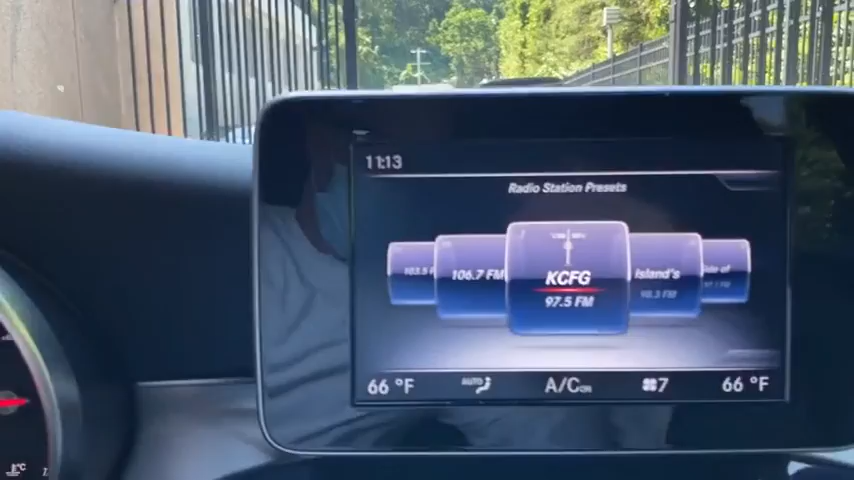 11:13
Radio Station Presets
103.5 F
106.7 FM
KCFG
97.5 FM
Island's
98.3 FM
66 °F
AUTO
A/C ON
7
66 °F
°C